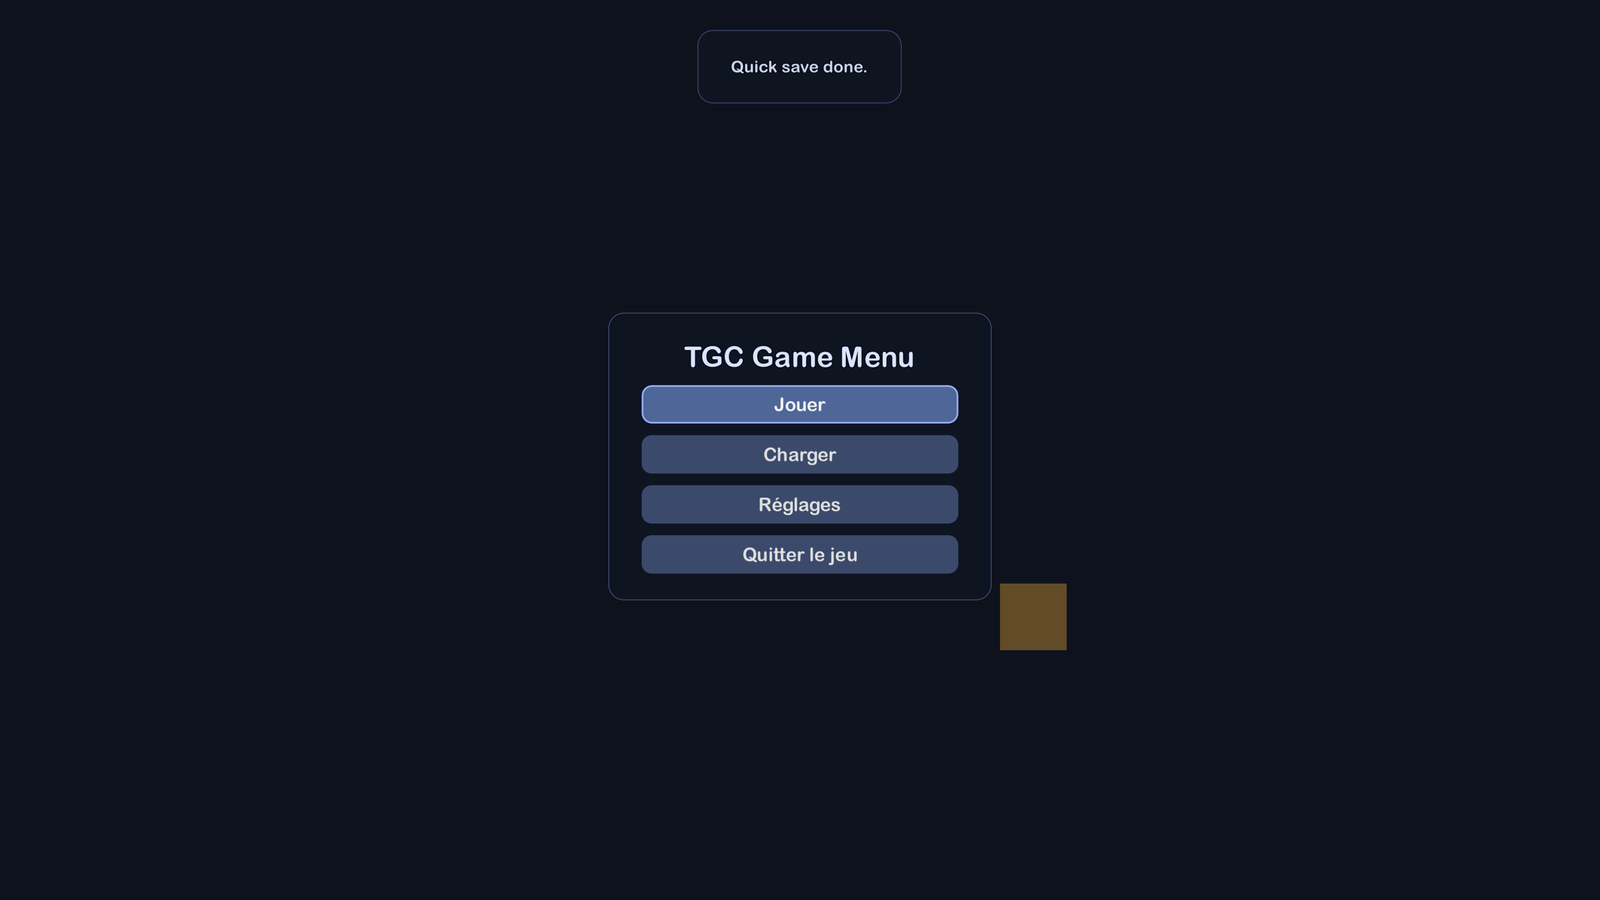 Quick save done.
TGC Game Menu
Jouer
Charger
Réglages
Quitter le jeu